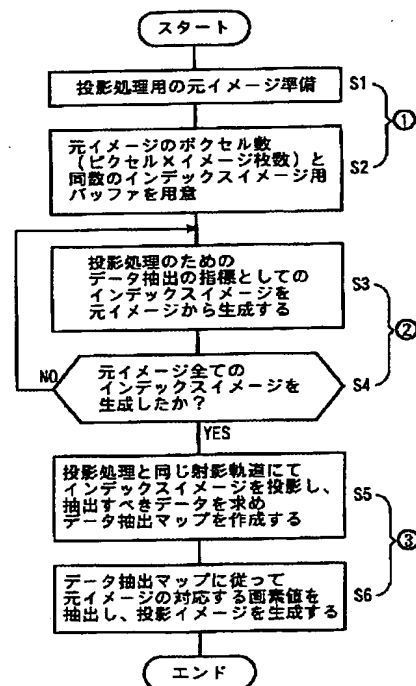 スタート
投影処理用の元イメージ準備
S1
①
元イメージのボクセル数
(ピクセル×イメージ枚数)と
同数のインデックスイメージ用
バッファを用意
S2
投影処理のための
データ抽出の指標としての
インデックスイメージを
元イメージから生成する
S3
②
元イメージ全ての
インデックスイメージを
生成したか?
S4
NO
YES
投影処理と同じ射影軌道にて
インデックスイメージを投影し、
抽出すべきデータを求め
データ抽出マップを作成する
S5
③
データ抽出マップに従って
元イメージの対応する画素値を
抽出し、投影イメージを生成する
S6
エンド